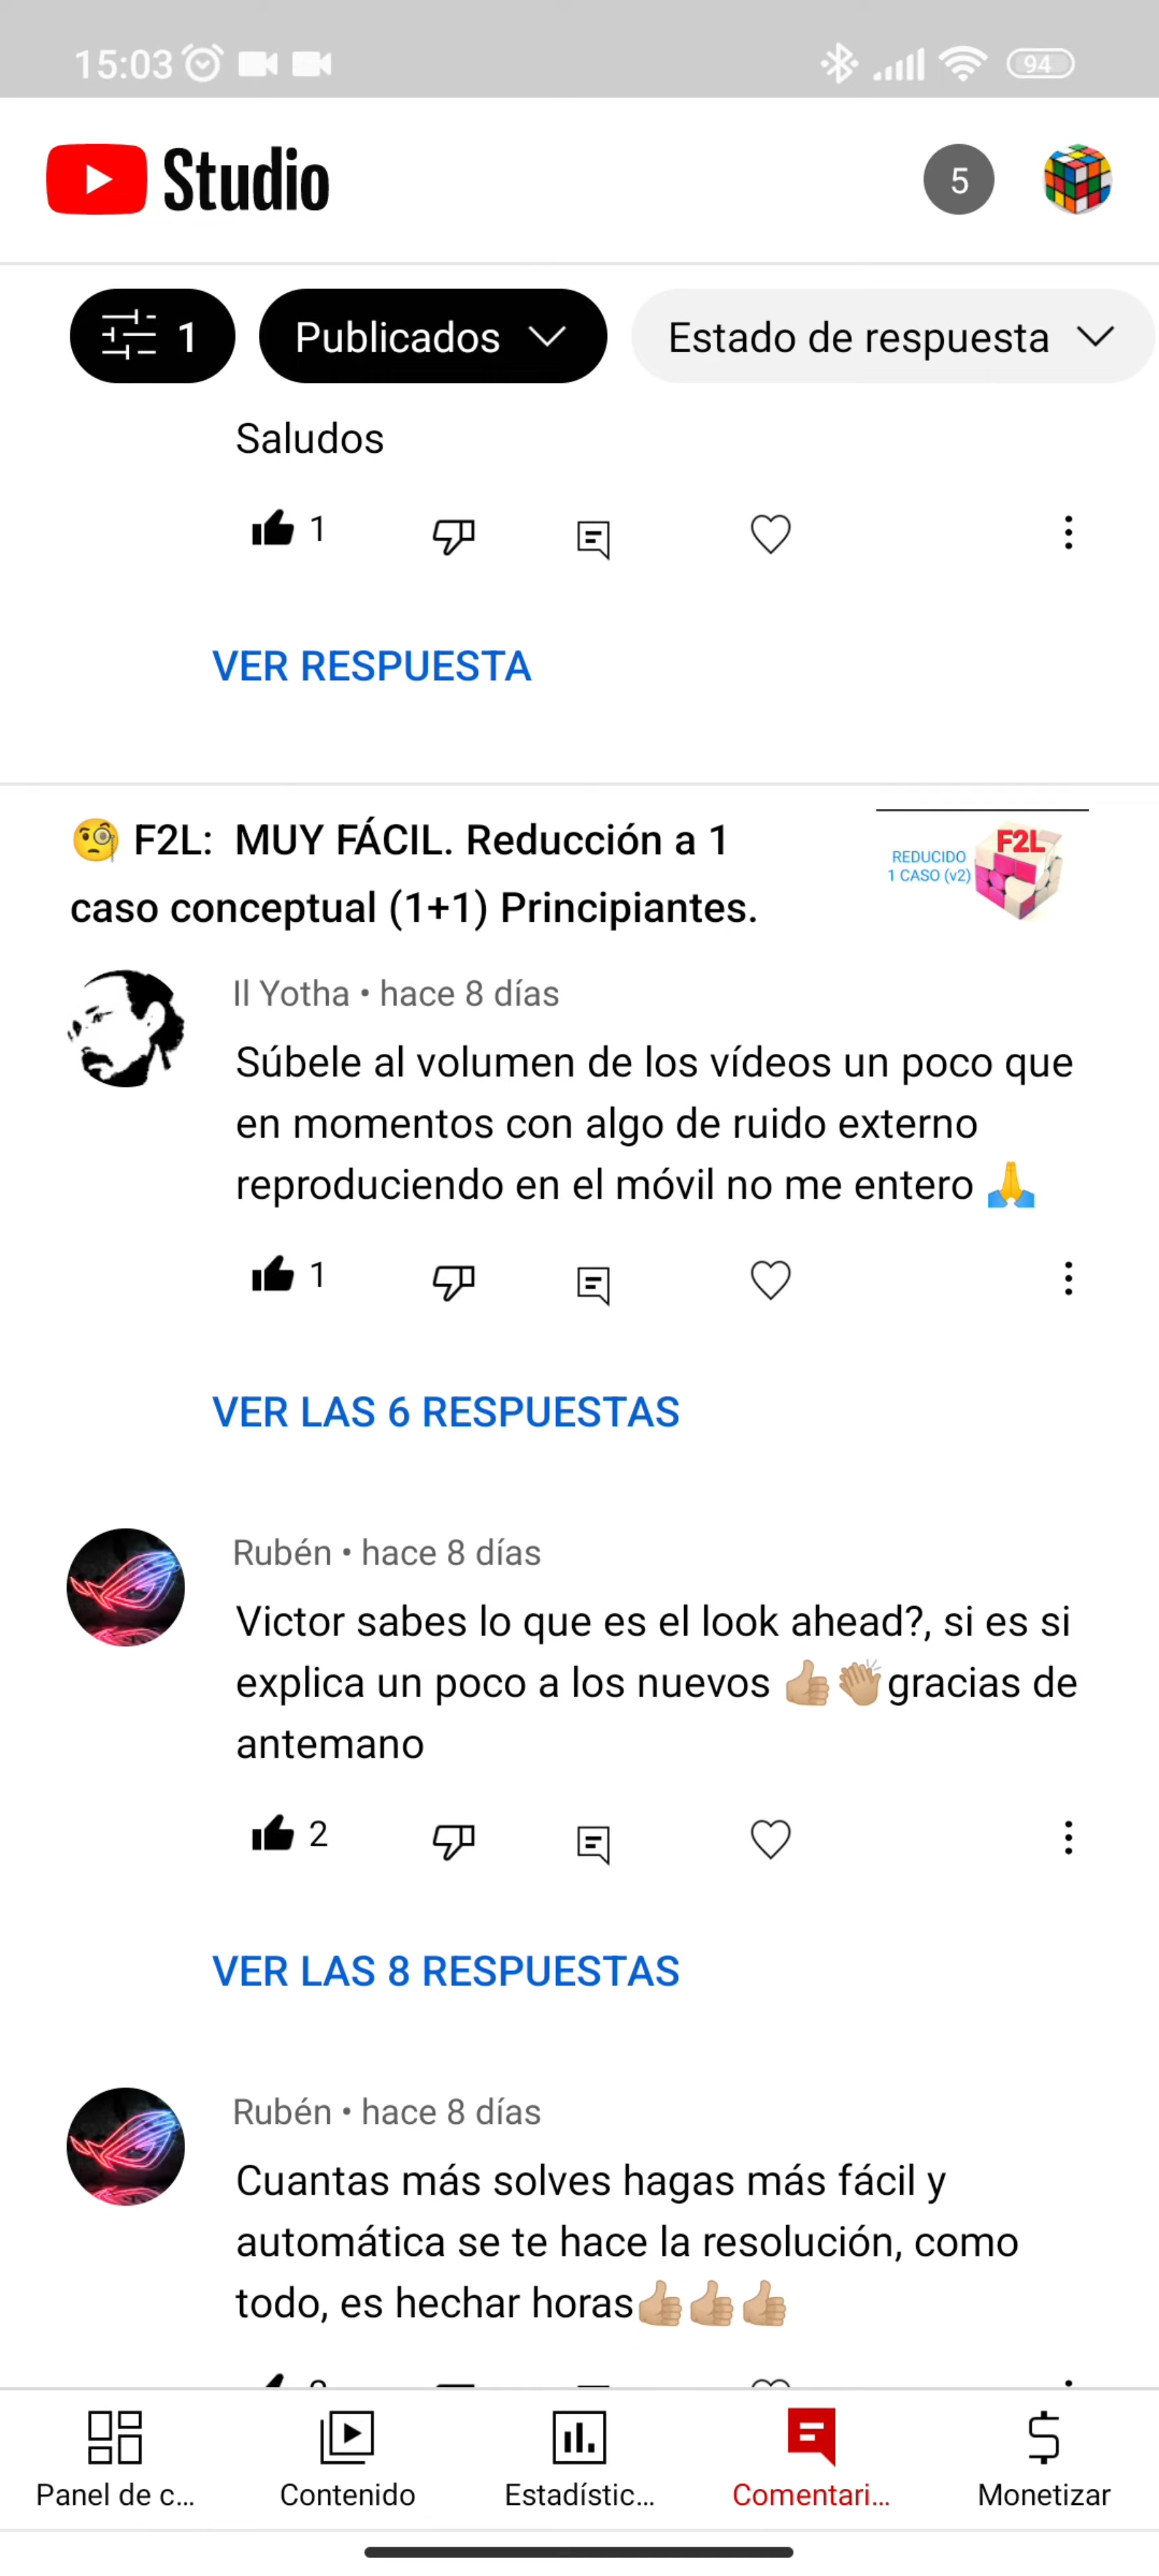 15:03
94
Studio
5
1
Publicados
Estado de respuesta
Saludos
1
VER RESPUESTA
🧐 F2L: MUY FÁCIL. Reducción a 1
caso conceptual (1+1) Principiantes.
F2L
REDUCIDO
1 CASO (v2)
Il Yotha • hace 8 días
Súbele al volumen de los vídeos un poco que
en momentos con algo de ruido externo
reproduciendo en el móvil no me entero 🙏
1
VER LAS 6 RESPUESTAS
Rubén • hace 8 días
Victor sabes lo que es el look ahead?, si es si
explica un poco a los nuevos 👍🏼👏🏼gracias de
antemano
2
VER LAS 8 RESPUESTAS
Rubén • hace 8 días
Cuantas más solves hagas más fácil y
automática se te hace la resolución, como
todo, es hechar horas👍🏼👍🏼👍🏼
Panel de c...
Contenido
Estadístic...
Comentari...
Monetizar